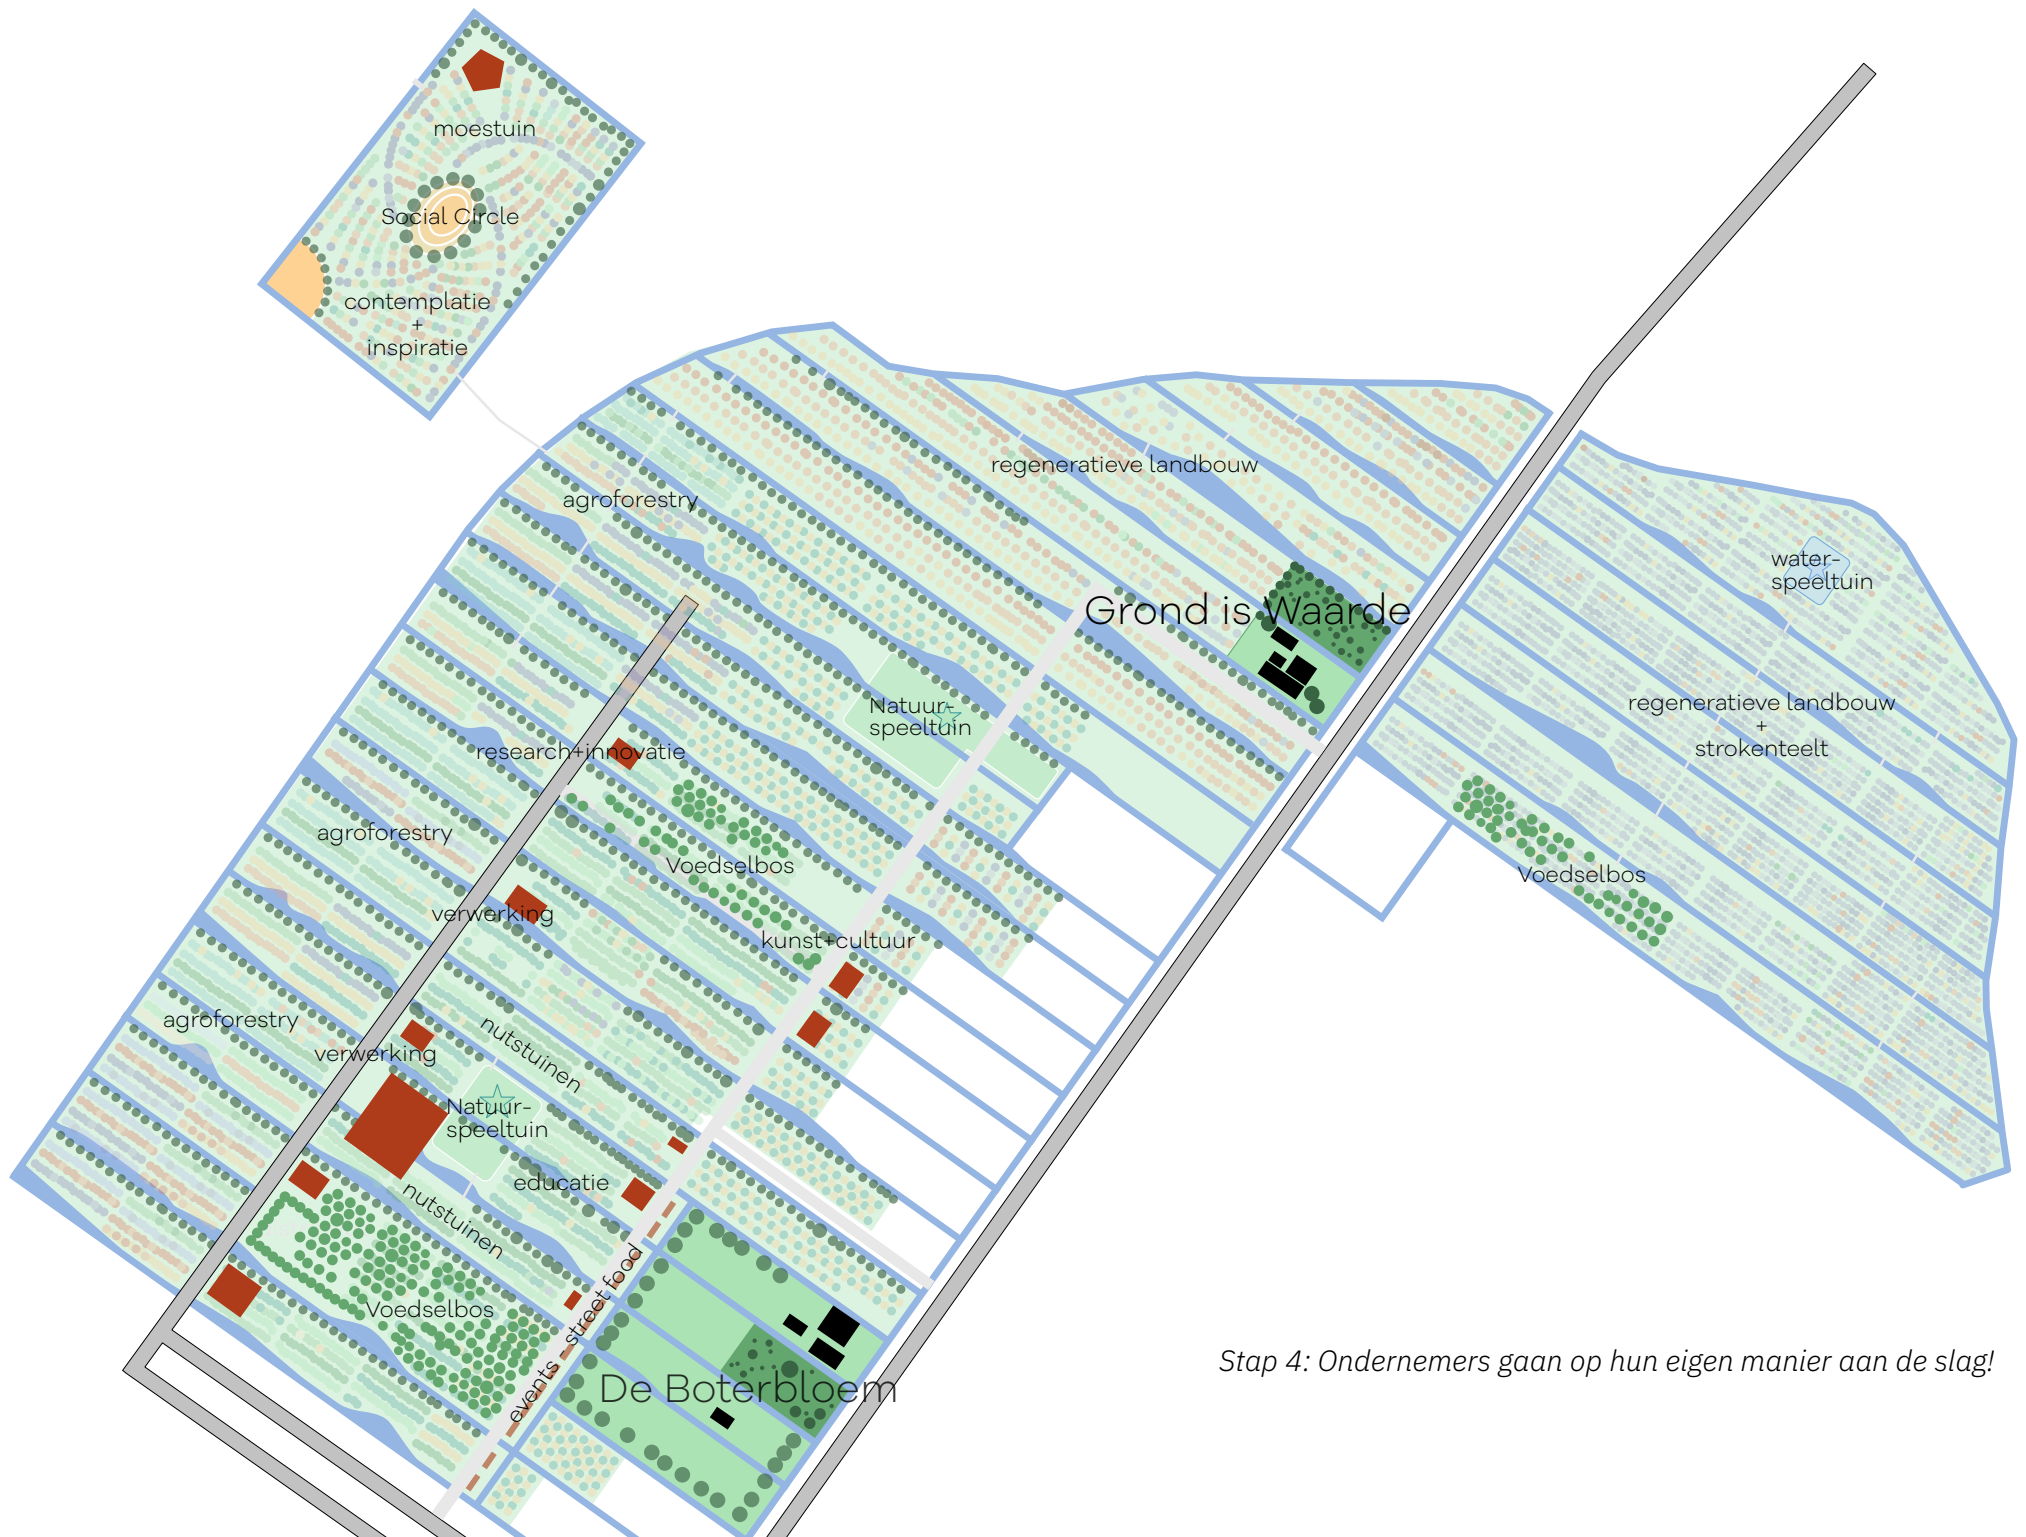 moestuin
Social Circle
contemplatie
+
inspiratie
regeneratieve landbouw
agroforestry
water-
speeltuin
Grond is Waarde
Natuur-
speeltuin
regeneratieve landbouw
+
strokenteelt
research+innovatie
agroforestry
Voedselbos
Voedselbos
verwerking
kunst+cultuur
agroforestry
verwerking
nutstuinen
Natuur-
speeltuin
educatie
nutstuinen
Voedselbos
events - street food
De Boterbloem
Stap 4: Ondernemers gaan op hun eigen manier aan de slag!